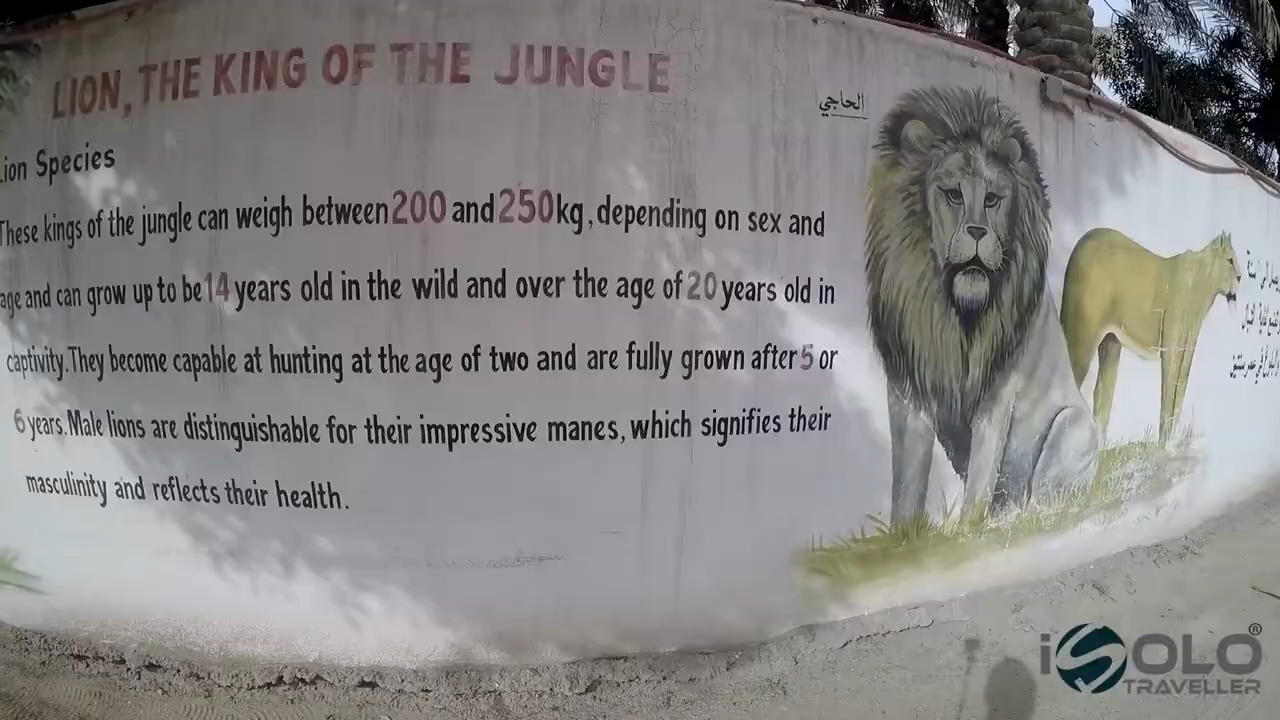 LION, THE KING OF THE JUNGLE
الحاجي
Lion Species
These kings of the jungle can weigh between 200 and 250 kg, depending on sex and
age and can grow up to be 14 years old in the wild and over the age of 20 years old in
captivity. They become capable at hunting at the age of two and are fully grown after 5 or
6 years. Male lions are distinguishable for their impressive manes, which signifies their
masculinity and reflects their health.
iSOLO®
TRAVELLER